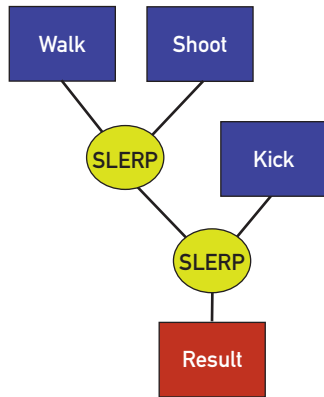 Walk
Shoot
SLERP
Kick
SLERP
Result